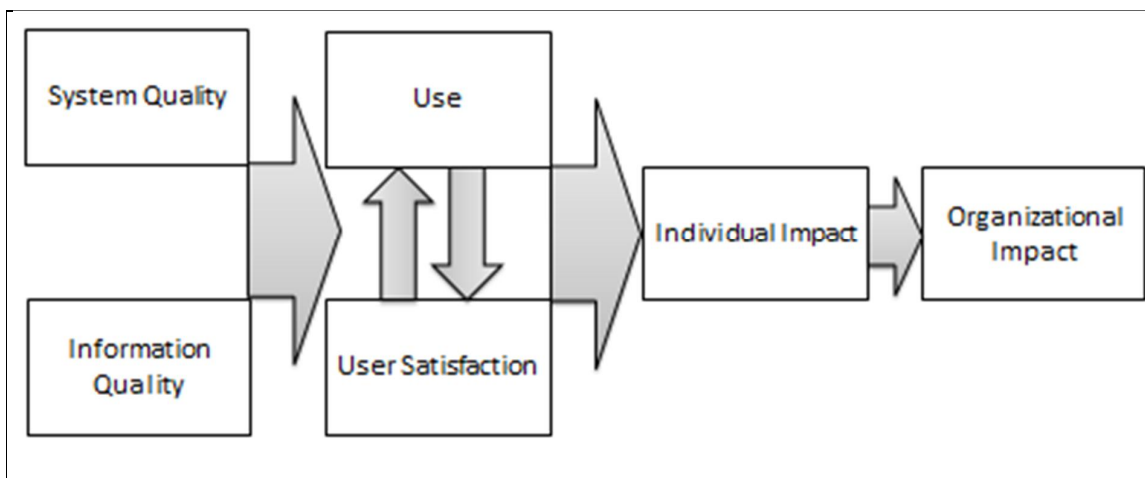 System Quality
Use
Individual Impact
Organizational
Impact
Information
Quality
User Satisfaction